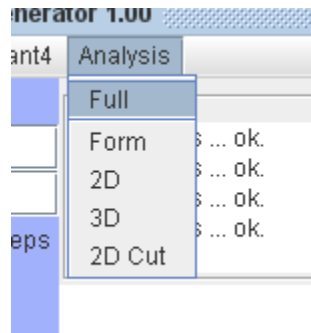 enerator 1.00
ant4 Analysis
Full
Form s ... ok.
2D s ... ok.
3D s ... ok.
2D Cut s ... ok.
eps